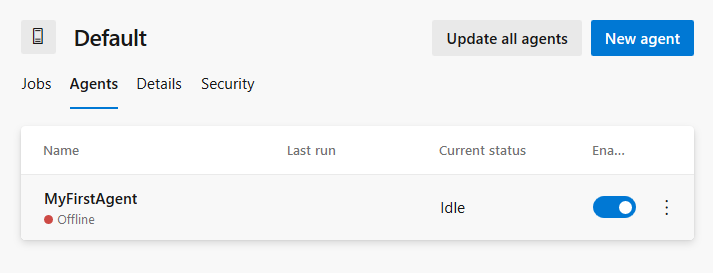 Default
Update all agents
New agent
Jobs Agents Details Security
Name Last run Current status Ena...
MyFirstAgent
Offline
Idle